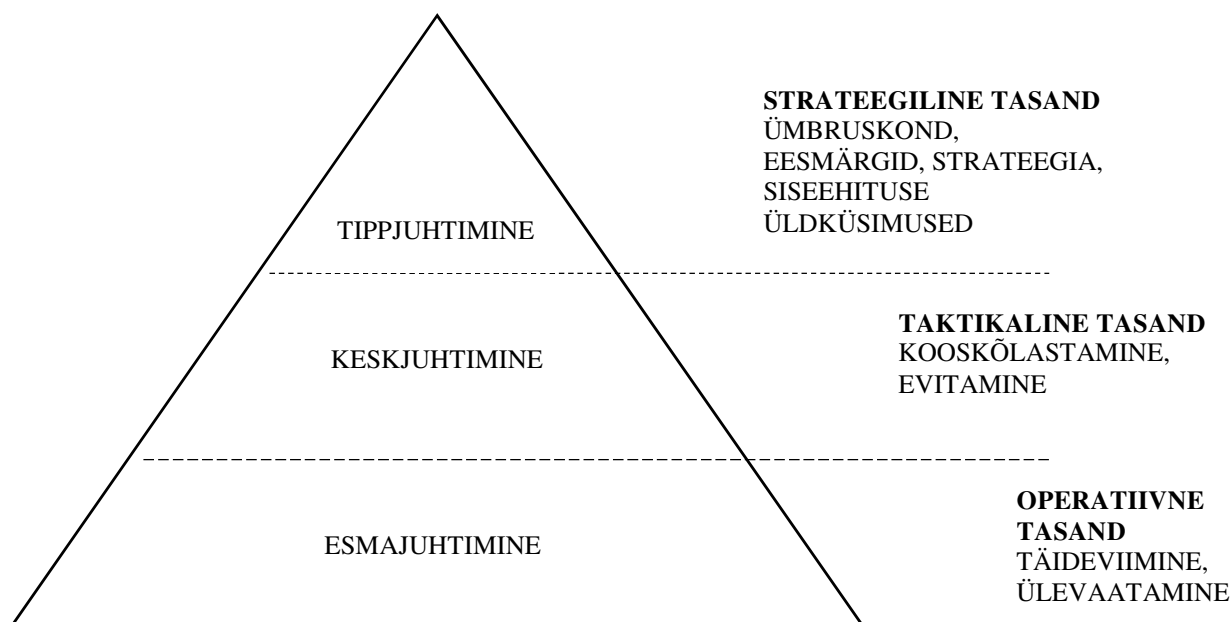 STRATEEGILINE TASAND
ÜMBRUSKOND,
EESMÄRGID, STRATEEGIA,
SISEEHITUSE
ÜLDKÜSIMUSED
TIPPJUHTIMINE
TAKTIKALINE TASAND
KOOSKÕLASTAMINE,
EVITAMINE
KESKJUHTIMINE
OPERATIIVNE
TASAND
TÄIDEVIIMINE,
ÜLEVAATAMINE
ESMAJUHTIMINE